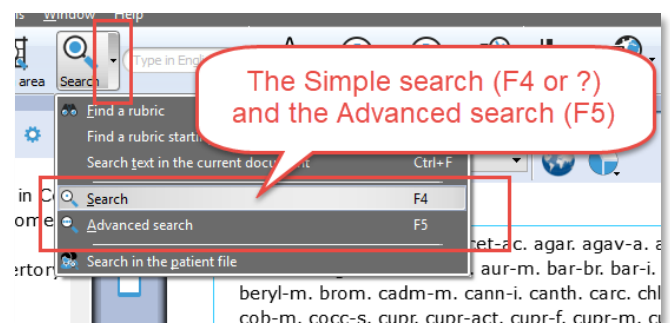 Window Help
area Search Type in Engl
The Simple search (F4 or ?)
and the Advanced search (F5)
Find a rubric
Find a rubric starti
Search text in the current document Ctrl+F
Search F4
Advanced search F5
Search in the patient file
in C
ome
ertory
cet-ac. agar. agav-a. a
aur-m. bar-br. bar-i.
beryl-m. brom. cadm-m. cann-i. canth. carc. chl
cob-m. cocc-s. cupr. cupr-act. cupr-f. cupr-m. cu